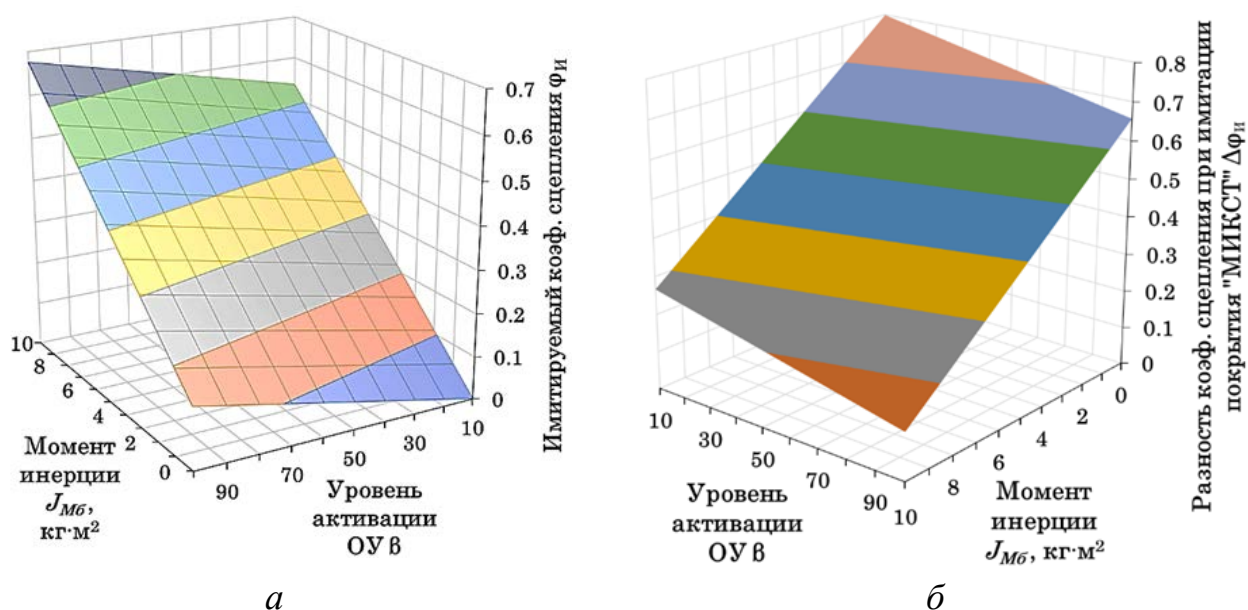 0.7
0.6
0.5
0.4
0.3
0.2
0.1
0
Имитируемый коэф. сцепления φИ
10
8
6
4
2
0
Момент
инерции
JМб,
кг·м²
90
70
50
30
10
Уровень
активации
ОУ β
а
0.8
0.7
0.6
0.5
0.4
0.3
0.2
0.1
0
Разность коэф. сцепления при имитации
покрытия "МИКСТ" ΔφИ
10
30
50
70
90
Уровень
активации
ОУ β
10
8
6
4
2
0
Момент
инерции
JМб, кг·м²
б